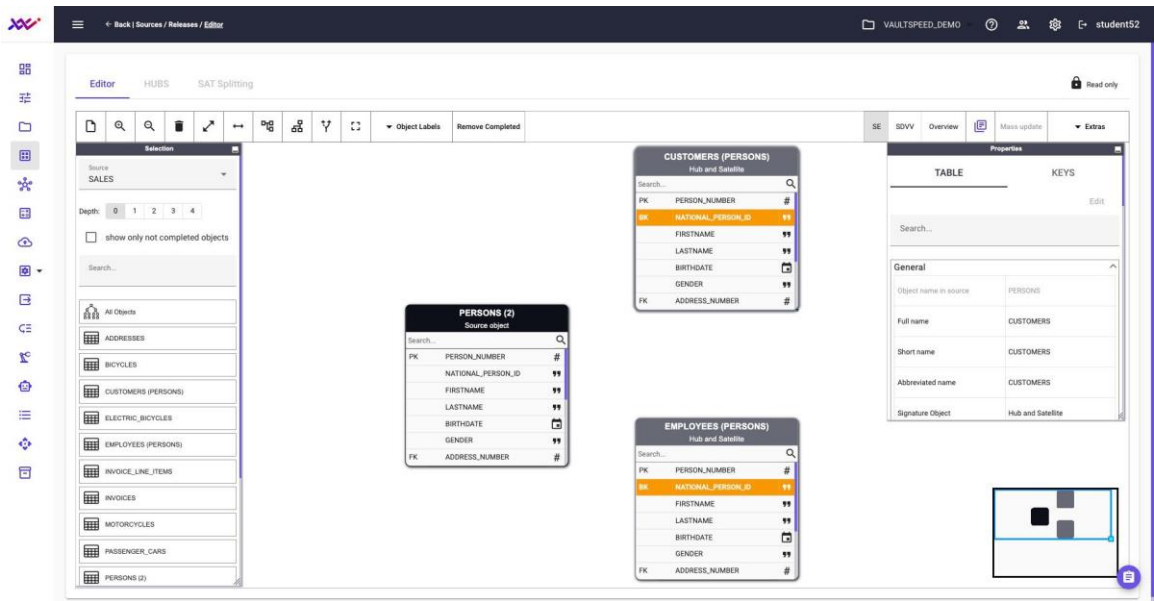 ← Back | Sources / Releases / Editor
VAULTSPEED_DEMO
student52
Editor HUBS SAT Splitting
Read only
Object Labels Remove Completed
SE SDVV Overview Mass update Extras
Selection
Source
SALES
Depth: 0 1 2 3 4
show only not completed objects
Search...
All Objects
ADDRESSES
BICYCLES
CUSTOMERS (PERSONS)
ELECTRIC_BICYCLES
EMPLOYEES (PERSONS)
INVOICE_LINE_ITEMS
INVOICES
MOTORCYCLES
PASSENGER_CARS
PERSONS (2)
PERSONS (2)
Source object
Search...
PK PERSON_NUMBER #
NATIONAL_PERSON_ID
FIRSTNAME
LASTNAME
BIRTHDATE
GENDER
FK ADDRESS_NUMBER #
CUSTOMERS (PERSONS)
Hub and Satellite
Search...
PK PERSON_NUMBER #
BK NATIONAL_PERSON_ID
FIRSTNAME
LASTNAME
BIRTHDATE
GENDER
FK ADDRESS_NUMBER #
EMPLOYEES (PERSONS)
Hub and Satellite
Search...
PK PERSON_NUMBER #
BK NATIONAL_PERSON_ID
FIRSTNAME
LASTNAME
BIRTHDATE
GENDER
FK ADDRESS_NUMBER #
Properties
TABLE KEYS
Edit
Search...
General
Object name in source PERSONS
Full name CUSTOMERS
Short name CUSTOMERS
Abbreviated name CUSTOMERS
Signature Object Hub and Satellite